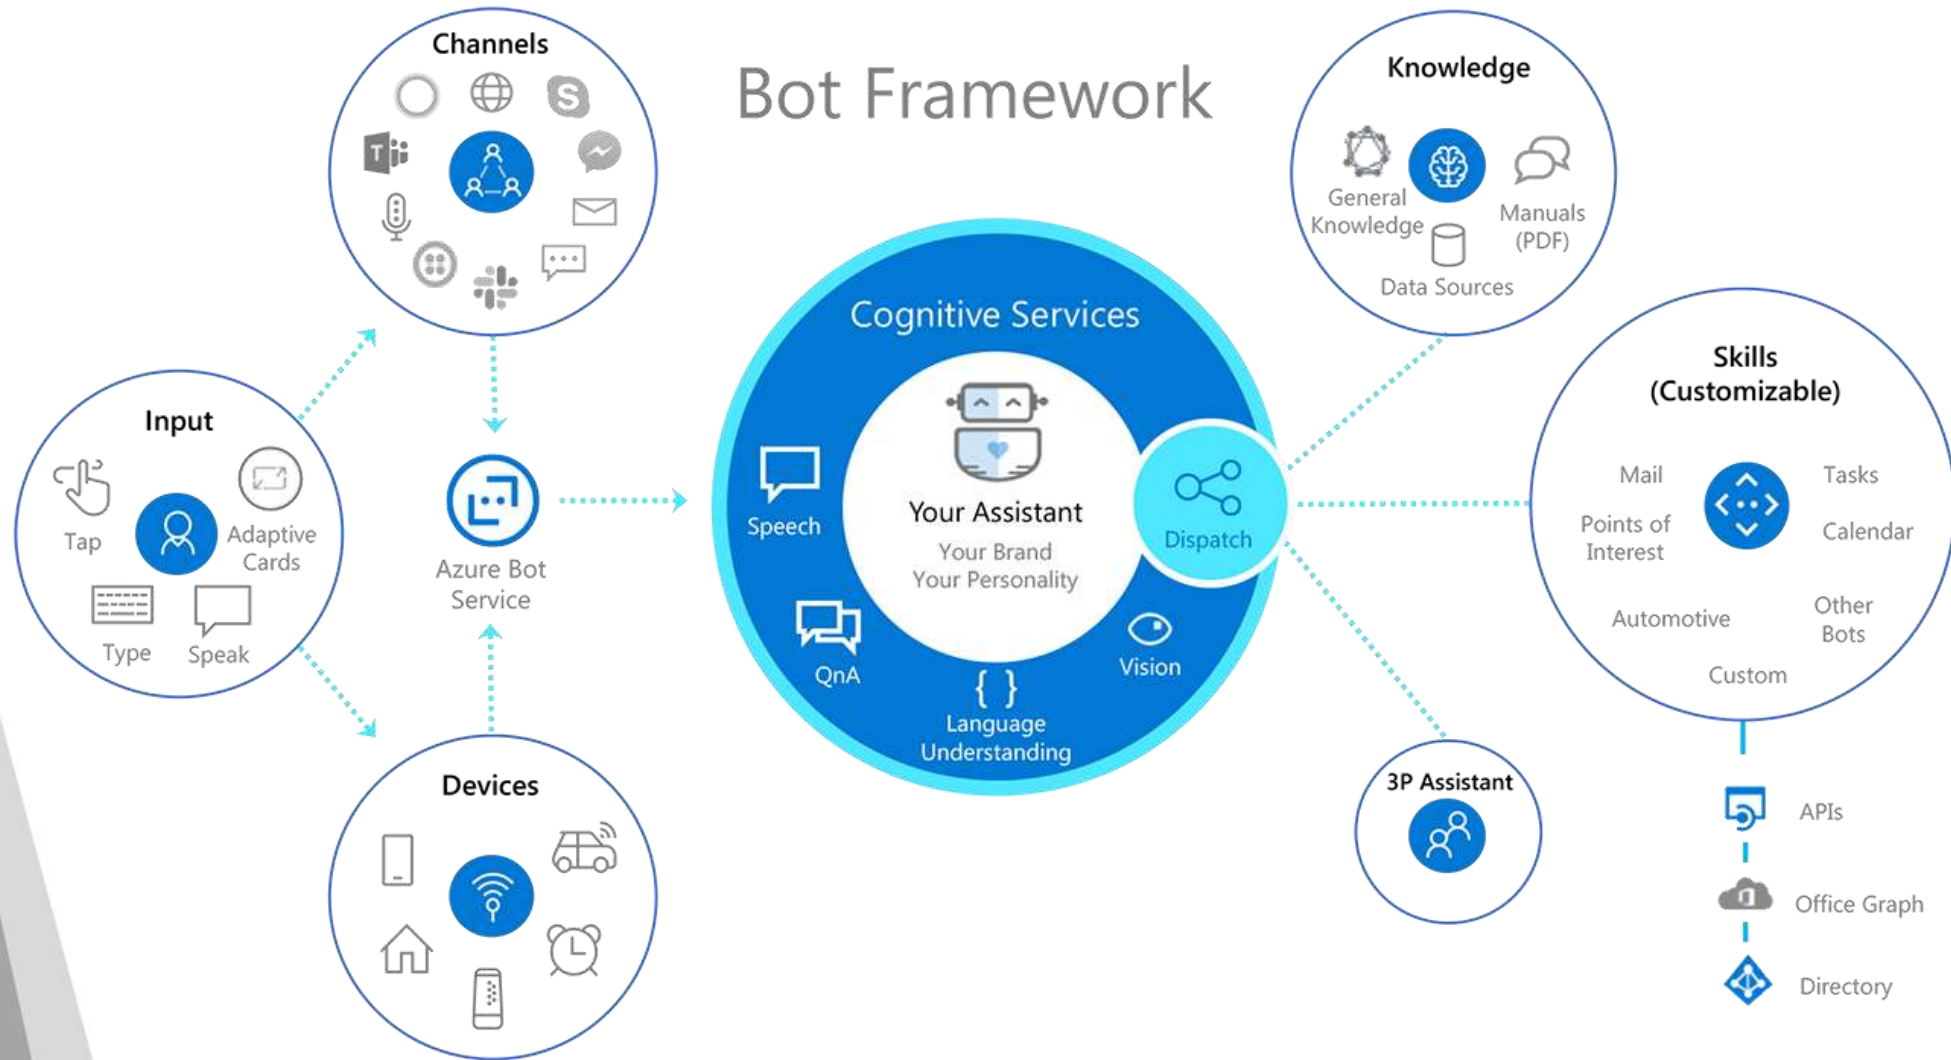 Bot Framework
Channels
T
S
Input
Tap
Adaptive
Cards
Type
Speak
Azure Bot
Service
Devices
Cognitive Services
Your Assistant
Your Brand
Your Personality
Speech
QnA
Language
Understanding
Vision
Dispatch
Knowledge
General
Knowledge
Manuals
(PDF)
Data Sources
Skills
(Customizable)
Mail
Tasks
Points of
Interest
Calendar
Automotive
Other
Bots
Custom
3P Assistant
APIs
Office Graph
Directory